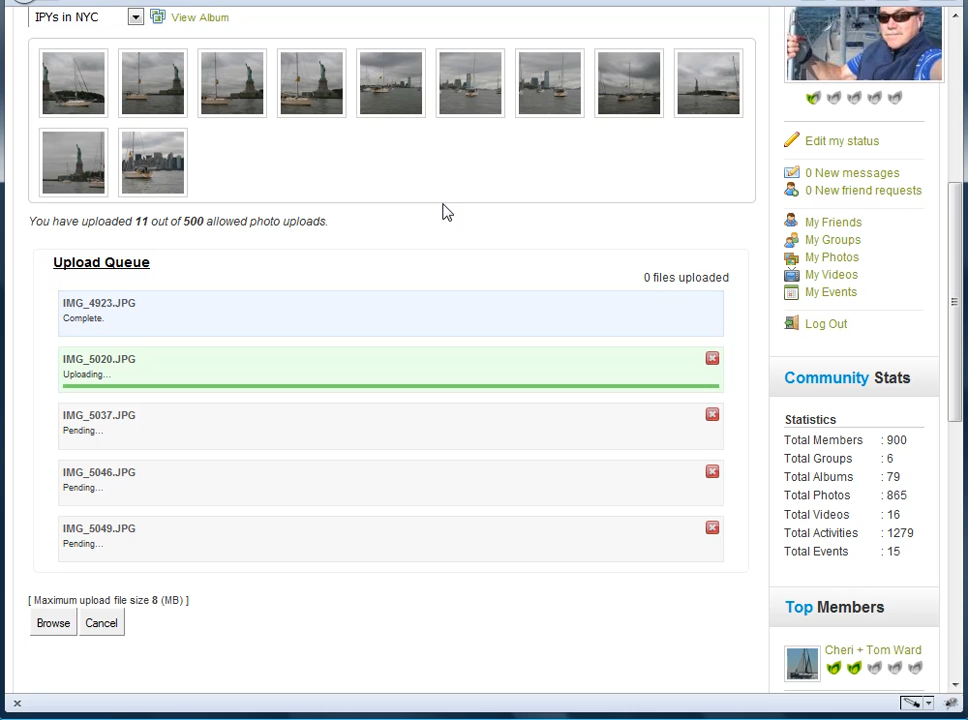 IPYs in NYC
View Album
You have uploaded 11 out of 500 allowed photo uploads.
Upload Queue
0 files uploaded
IMG_4923.JPG
Complete.
IMG_5020.JPG
Uploading...
IMG_5037.JPG
Pending...
IMG_5046.JPG
Pending...
IMG_5049.JPG
Pending...
[ Maximum upload file size 8 (MB) ]
Browse
Cancel
Edit my status
0 New messages
0 New friend requests
My Friends
My Groups
My Photos
My Videos
My Events
Log Out
Community Stats
Statistics
Total Members : 900
Total Groups : 6
Total Albums : 79
Total Photos : 865
Total Videos : 16
Total Activities : 1279
Total Events : 15
Top Members
Cheri + Tom Ward